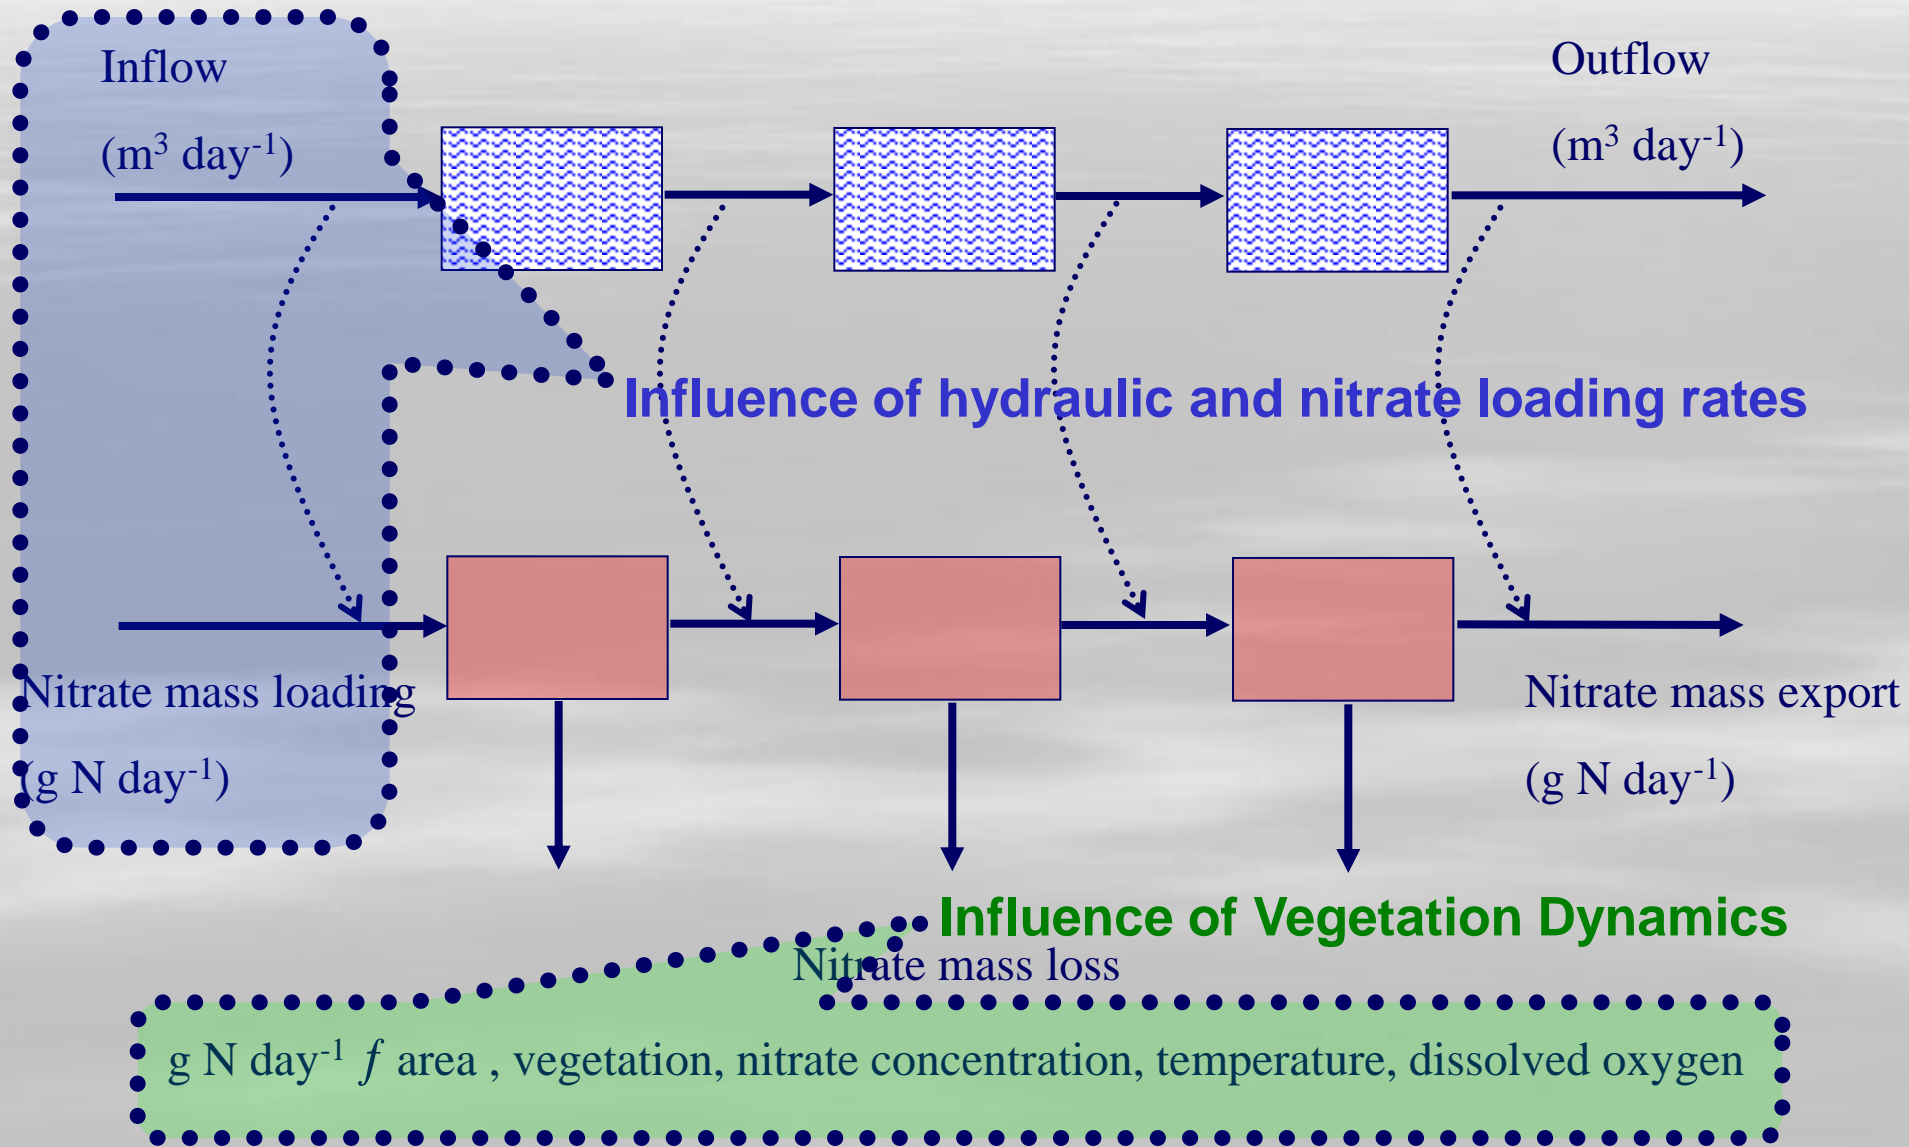 Inflow
(m³ day⁻¹)
Outflow
(m³ day⁻¹)
Influence of hydraulic and nitrate loading rates
Nitrate mass loading
(g N day⁻¹)
Nitrate mass export
(g N day⁻¹)
Influence of Vegetation Dynamics
Nitrate mass loss
g N day⁻¹ ƒ area , vegetation, nitrate concentration, temperature, dissolved oxygen